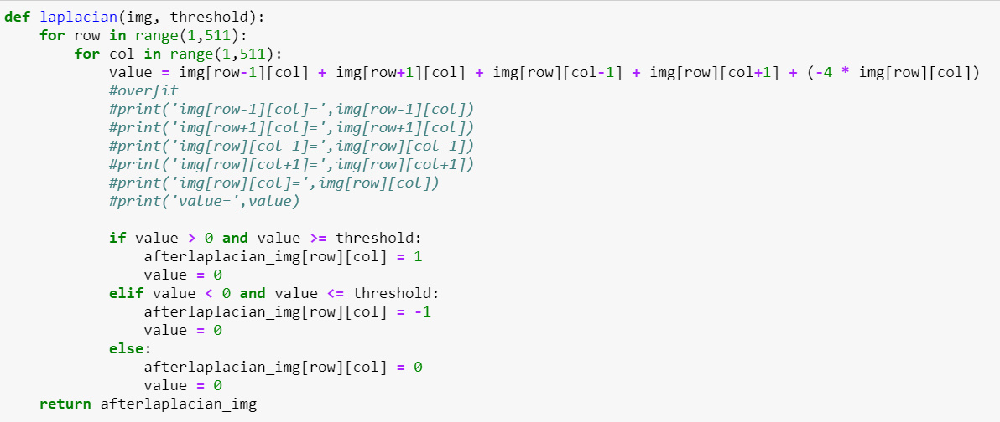 def laplacian(img, threshold):
    for row in range(1,511):
        for col in range(1,511):
            value = img[row-1][col] + img[row+1][col] + img[row][col-1] + img[row][col+1] + (-4 * img[row][col])
            #overfit
            #print('img[row-1][col]=',img[row-1][col])
            #print('img[row+1][col]=',img[row+1][col])
            #print('img[row][col-1]=',img[row][col-1])
            #print('img[row][col+1]=',img[row][col+1])
            #print('img[row][col]=',img[row][col])
            #print('value=',value)

            if value > 0 and value >= threshold:
                afterlaplacian_img[row][col] = 1
                value = 0
            elif value < 0 and value <= threshold:
                afterlaplacian_img[row][col] = -1
                value = 0
            else:
                afterlaplacian_img[row][col] = 0
                value = 0
    return afterlaplacian_img